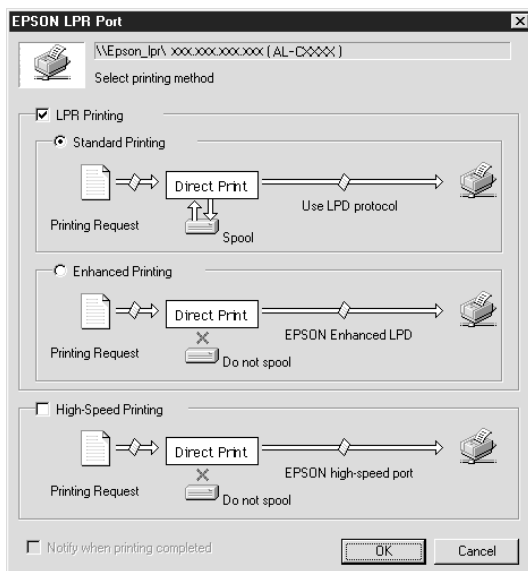 EPSON LPR Port
\\Epson_lpr\ xxx.xxx.xxx.xxx ( AL-CXXXX )
Select printing method
LPR Printing
Standard Printing
Direct Print
Use LPD protocol
Printing Request
Spool
Enhanced Printing
Direct Print
EPSON Enhanced LPD
Printing Request
Do not spool
High-Speed Printing
Direct Print
EPSON high-speed port
Printing Request
Do not spool
Notify when printing completed
OK
Cancel